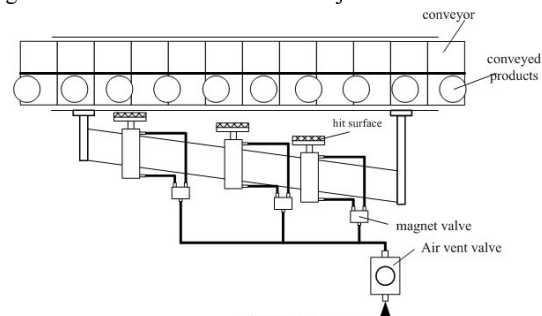 conveyor
conveyed
products
hit surface
magnet valve
Air vent valve